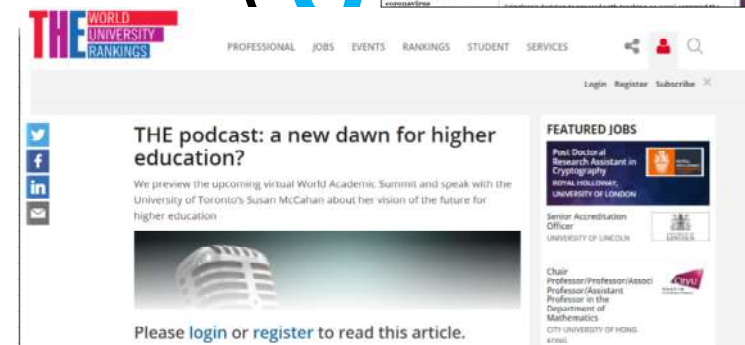 coronavirus
THE WORLD
UNIVERSITY
RANKINGS
PROFESSIONAL JOBS EVENTS RANKINGS STUDENT SERVICES
Login Register Subscribe
THE podcast: a new dawn for higher
education?
We preview the upcoming virtual World Academic Summit and speak with the
University of Toronto's Susan McCahan about her vision of the future for
higher education
Please login or register to read this article.
FEATURED JOBS
Post Doctoral
Research Assistant in
Cryptography
ROYAL HOLLOWAY,
UNIVERSITY OF LONDON
Senior Accreditation
Officer
UNIVERSITY OF LINCOLN
Chair
Professor/Professor/Associ
Professor/Assistant
Professor in the
Department of
Mathematics
CITY UNIVERSITY OF HONG
KONG
CityU